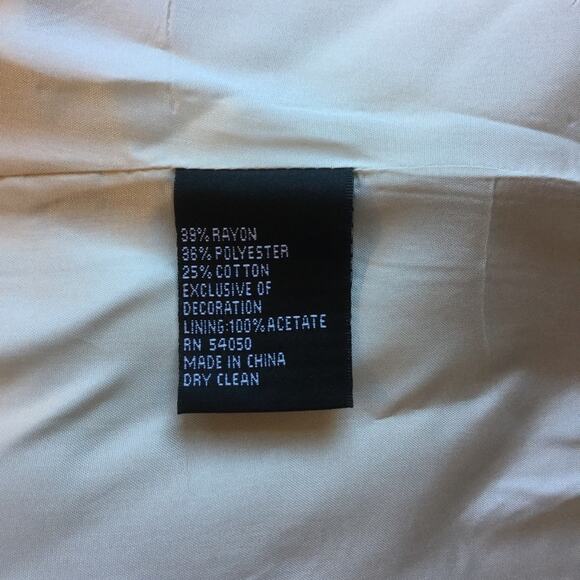 39% RAYON
36% POLYESTER
25% COTTON
EXCLUSIVE OF
DECORATION
LINING:100% ACETATE
RN 54050
MADE IN CHINA
DRY CLEAN